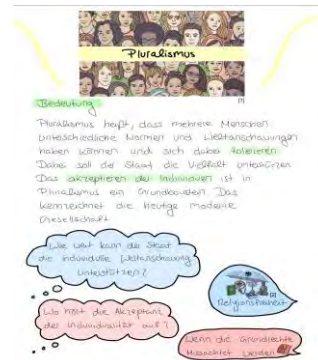 Pluralismus
[1]
Bedeutung
Pluralismus heißt, dass mehrere Menschen
unterschiedliche Normen und Weltanschauungen
haben können und sich dabei tolerieren
Dabei soll der Staat die Vielfalt unterstützen
Das akzeptieren der Individuen ist in
Pluralismus ein Grundbaustein. Das
kennzeichnet die heutige moderne
Gesellschaft
Wie weit kann der Staat
die individuelle Weltanschauung
unterstützen?
[2]
Religionsfreiheit
Wo hört die Akzeptanz
der Individualität auf?
Wenn die Grundrechte
Missachtet werden